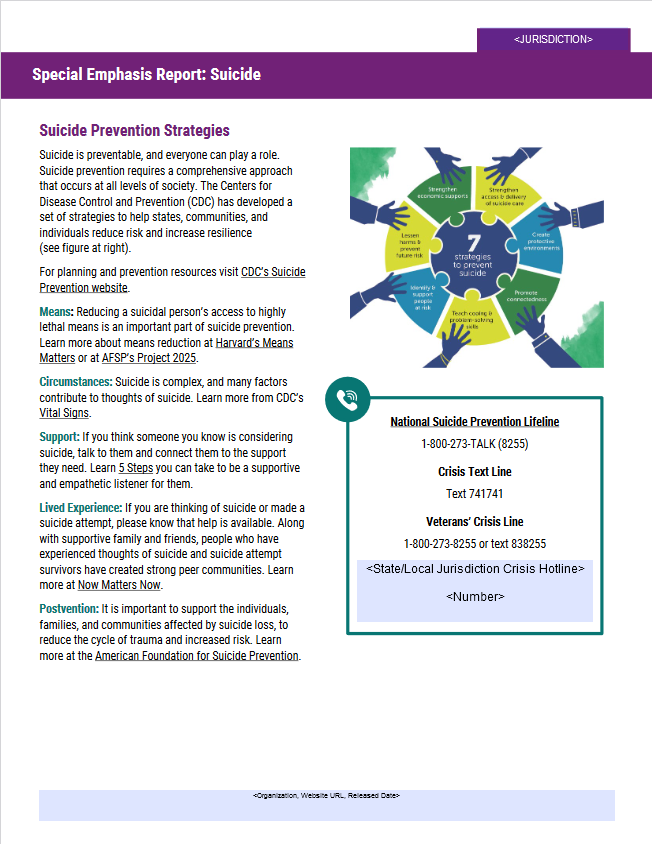 <JURISDICTION>
Special Emphasis Report: Suicide
Suicide Prevention Strategies
Suicide is preventable, and everyone can play a role.
Suicide prevention requires a comprehensive approach
that occurs at all levels of society. The Centers for
Disease Control and Prevention (CDC) has developed a
set of strategies to help states, communities, and
individuals reduce risk and increase resilience
(see figure at right).
For planning and prevention resources visit CDC's Suicide
Prevention website.
Means: Reducing a suicidal person's access to highly
lethal means is an important part of suicide prevention.
Learn more about means reduction at Harvard's Means
Matters or at AFSP's Project 2025.
Circumstances: Suicide is complex, and many factors
contribute to thoughts of suicide. Learn more from CDC's
Vital Signs.
Support: If you think someone you know is considering
suicide, talk to them and connect them to the support
they need. Learn 5 Steps you can take to be a supportive
and empathetic listener for them.
Lived Experience: If you are thinking of suicide or made a
suicide attempt, please know that help is available. Along
with supportive family and friends, people who have
experienced thoughts of suicide and suicide attempt
survivors have created strong peer communities. Learn
more at Now Matters Now.
Postvention: It is important to support the individuals,
families, and communities affected by suicide loss, to
reduce the cycle of trauma and increased risk. Learn
more at the American Foundation for Suicide Prevention.
Strengthen
economic supports
Strengthen
access & delivery
of suicide care
Create
protective
environments
Promote
connectedness
Teach coping &
problem-solving
skills
Identify &
support
people
at risk
Lessen
harms &
prevent
future risk
7
strategies
to prevent
suicide
National Suicide Prevention Lifeline
1-800-273-TALK (8255)
Crisis Text Line
Text 741741
Veterans' Crisis Line
1-800-273-8255 or text 838255
<State/Local Jurisdiction Crisis Hotline>
<Number>
<Organization, Website URL, Released Date>